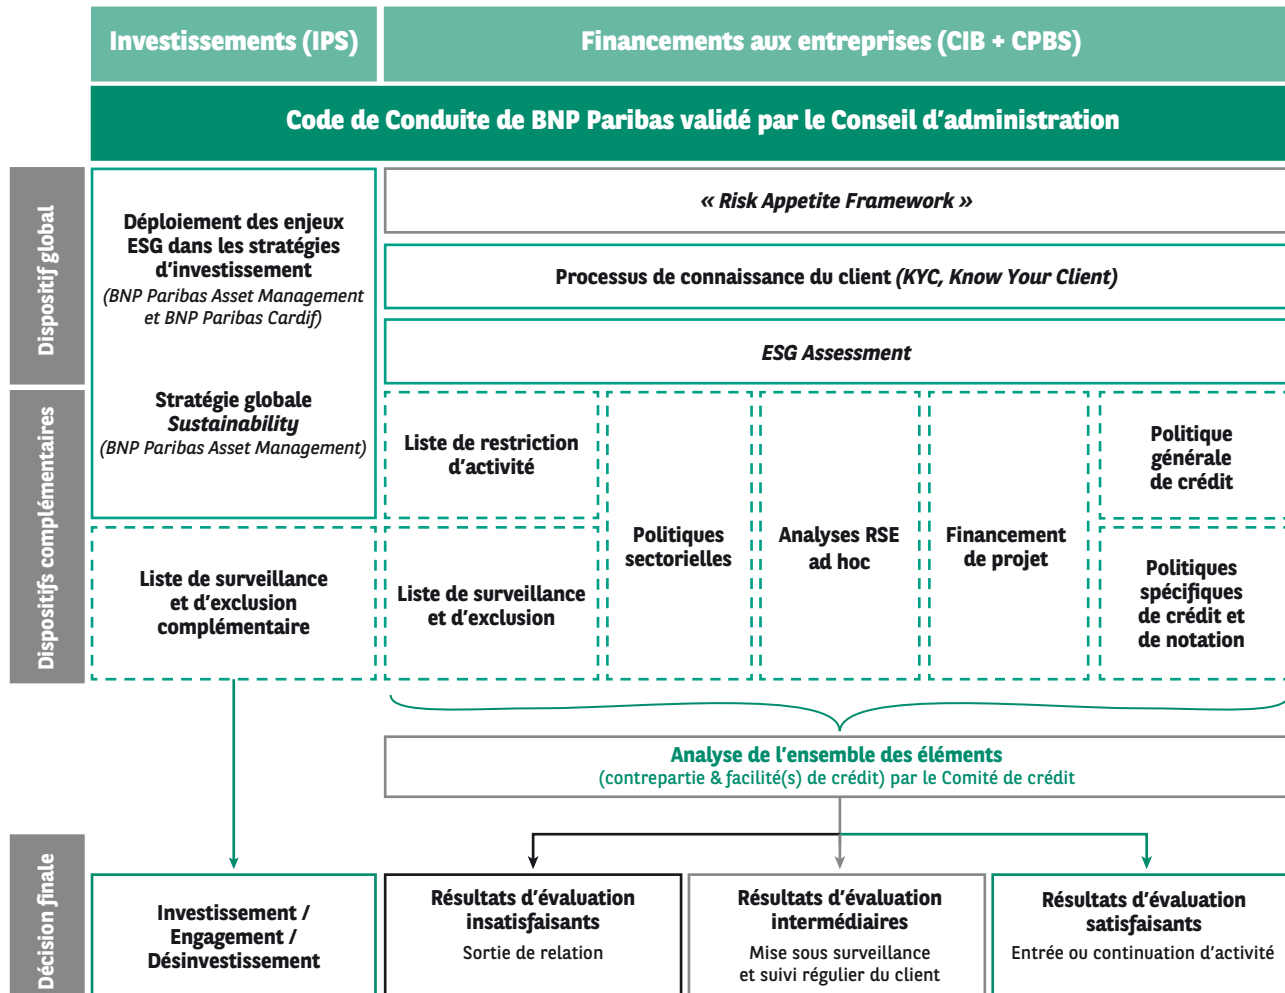 Investissements (IPS)
Financements aux entreprises (CIB + CPBS)
Code de Conduite de BNP Paribas validé par le Conseil d'administration
Dispositif global
Déploiement des enjeux
ESG dans les stratégies
d'investissement
(BNP Paribas Asset Management
et BNP Paribas Cardif)
Stratégie globale
Sustainability
(BNP Paribas Asset Management)
« Risk Appetite Framework »
Processus de connaissance du client (KYC, Know Your Client)
ESG Assessment
Dispositifs complémentaires
Liste de surveillance
et d'exclusion
complémentaire
Liste de restriction
d'activité
Liste de surveillance
et d'exclusion
Politiques
sectorielles
Analyses RSE
ad hoc
Financement
de projet
Politique
générale
de crédit
Politiques
spécifiques
de crédit et
de notation
Analyse de l'ensemble des éléments
(contrepartie & facilité(s) de crédit) par le Comité de crédit
Décision finale
Investissement /
Engagement /
Désinvestissement
Résultats d'évaluation
insatisfaisants
Sortie de relation
Résultats d'évaluation
intermédiaires
Mise sous surveillance
et suivi régulier du client
Résultats d'évaluation
satisfaisants
Entrée ou continuation d'activité